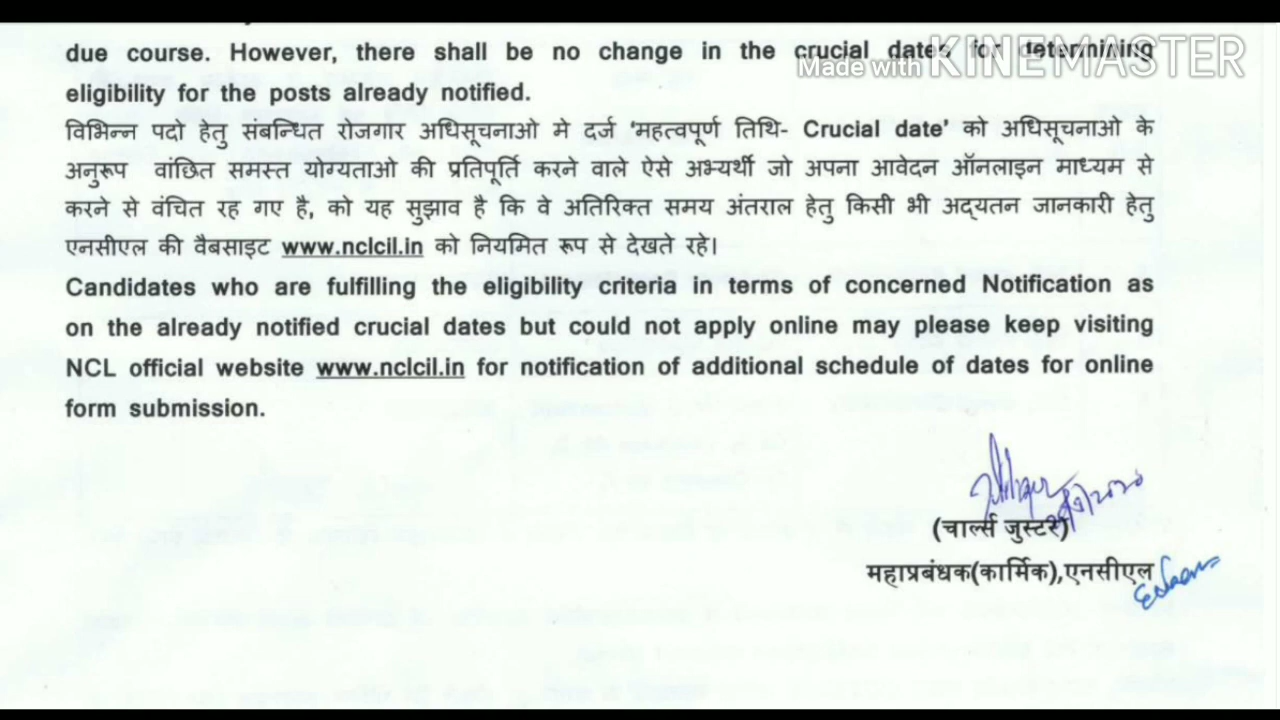 due course. However, there shall be no change in the crucial dates for determining
Made with KINEMASTER
eligibility for the posts already notified.
विभिन्न पदो हेतु संबन्धित रोजगार अधिसूचनाओ मे दर्ज 'महत्वपूर्ण तिथि- Crucial date' को अधिसूचनाओ के
अनुरूप वांछित समस्त योग्यताओ की प्रतिपूर्ति करने वाले ऐसे अभ्यर्थी जो अपना आवेदन ऑनलाइन माध्यम से
करने से वंचित रह गए है, को यह सुझाव है कि वे अतिरिक्त समय अंतराल हेतु किसी भी अद्यतन जानकारी हेतु
एनसीएल की वैबसाइट www.nclcil.in को नियमित रूप से देखते रहे।
Candidates who are fulfilling the eligibility criteria in terms of concerned Notification as
on the already notified crucial dates but could not apply online may please keep visiting
NCL official website www.nclcil.in for notification of additional schedule of dates for online
form submission.
(चार्ल्स जुस्टर)
महाप्रबंधक(कार्मिक),एनसीएल